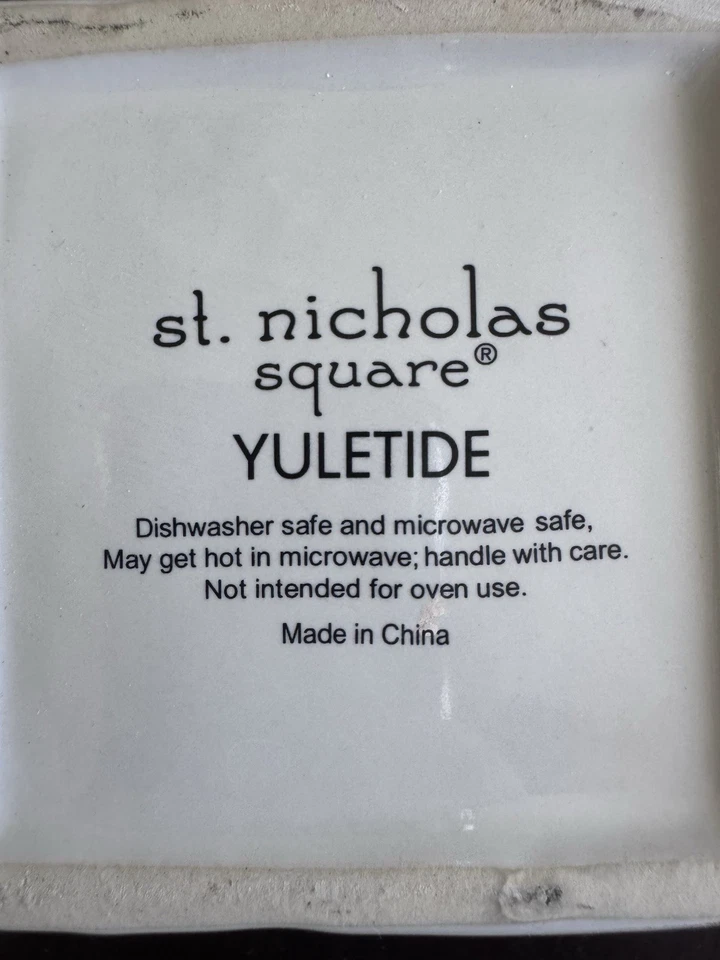 st. nicholas
square®
YULETIDE
Dishwasher safe and microwave safe,
May get hot in microwave; handle with care.
Not intended for oven use.
Made in China